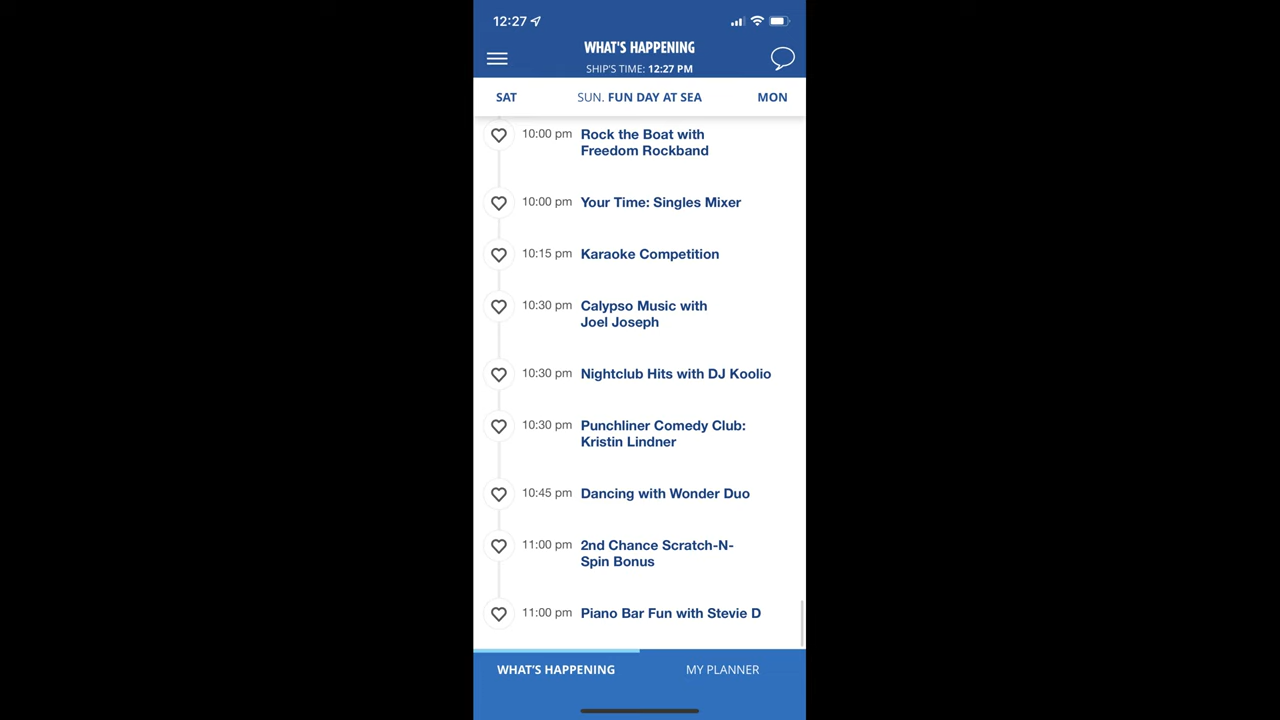 12:27
WHAT'S HAPPENING
SHIP'S TIME: 12:27 PM
SAT SUN. FUN DAY AT SEA MON
10:00 pm Rock the Boat with
Freedom Rockband
10:00 pm Your Time: Singles Mixer
10:15 pm Karaoke Competition
10:30 pm Calypso Music with
Joel Joseph
10:30 pm Nightclub Hits with DJ Koolio
10:30 pm Punchliner Comedy Club:
Kristin Lindner
10:45 pm Dancing with Wonder Duo
11:00 pm 2nd Chance Scratch-N-
Spin Bonus
11:00 pm Piano Bar Fun with Stevie D
WHAT'S HAPPENING MY PLANNER